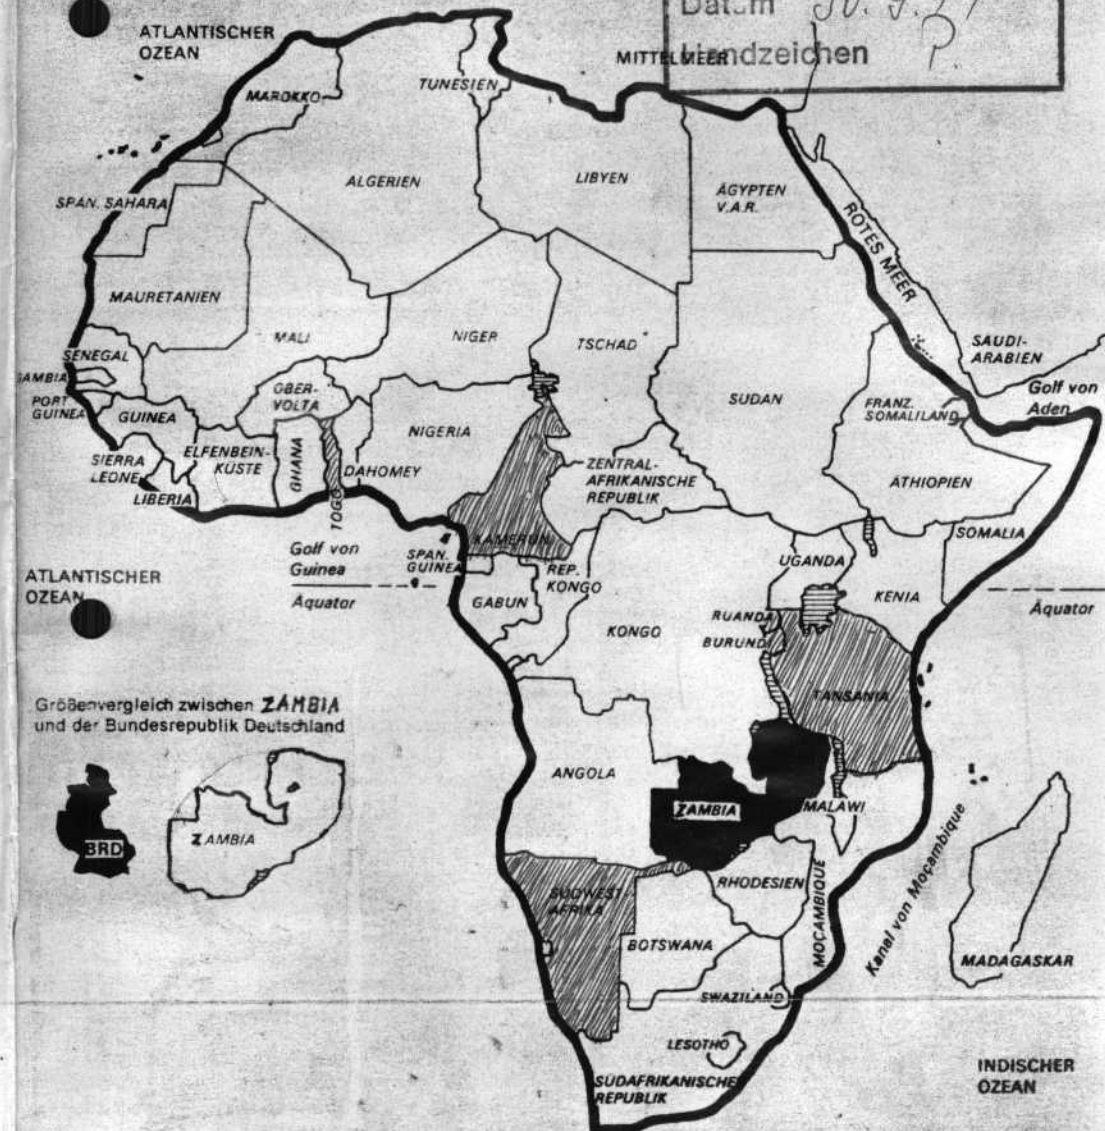 Datum
Handzeichen
ATLANTISCHER
OZEAN
MITTELMEER
TUNESIEN
MAROKKO
ALGERIEN
LIBYEN
ÄGYPTEN
V.A.R.
SPAN. SAHARA
ROTES MEER
MAURETANIEN
MALI
NIGER
TSCHAD
SAUDI-
ARABIEN
SENEGAL
GAMBIA
PORT
GUINEA
GUINEA
OBER-
VOLTA
SUDAN
FRANZ.
SOMALILAND
Golf von
Aden
NIGERIA
SIERRA
LEONE
ELFENBEIN-
KÜSTE
GHANA
TOGO
DAHOMEY
ZENTRAL-
AFRIKANISCHE
REPUBLIK
ÄTHIOPIEN
LIBERIA
KAMERUN
SOMALIA
Golf von
Guinea
SPAN.
GUINEA
REP.
KONGO
UGANDA
KENIA
ATLANTISCHER
OZEAN
Äquator
GABUN
Äquator
KONGO
RUANDA
BURUNDI
TANSANIA
Größenvergleich zwischen ZAMBIA
und der Bundesrepublik Deutschland
ANGOLA
ZAMBIA
MALAWI
BRD
ZAMBIA
RHODESIEN
MOÇAMBIQUE
Kanal von Moçambique
SÜDWEST-
AFRIKA
BOTSWANA
MADAGASKAR
SWAZILAND
LESOTHO
SÜDAFRIKANISCHE
REPUBLIK
INDISCHER
OZEAN